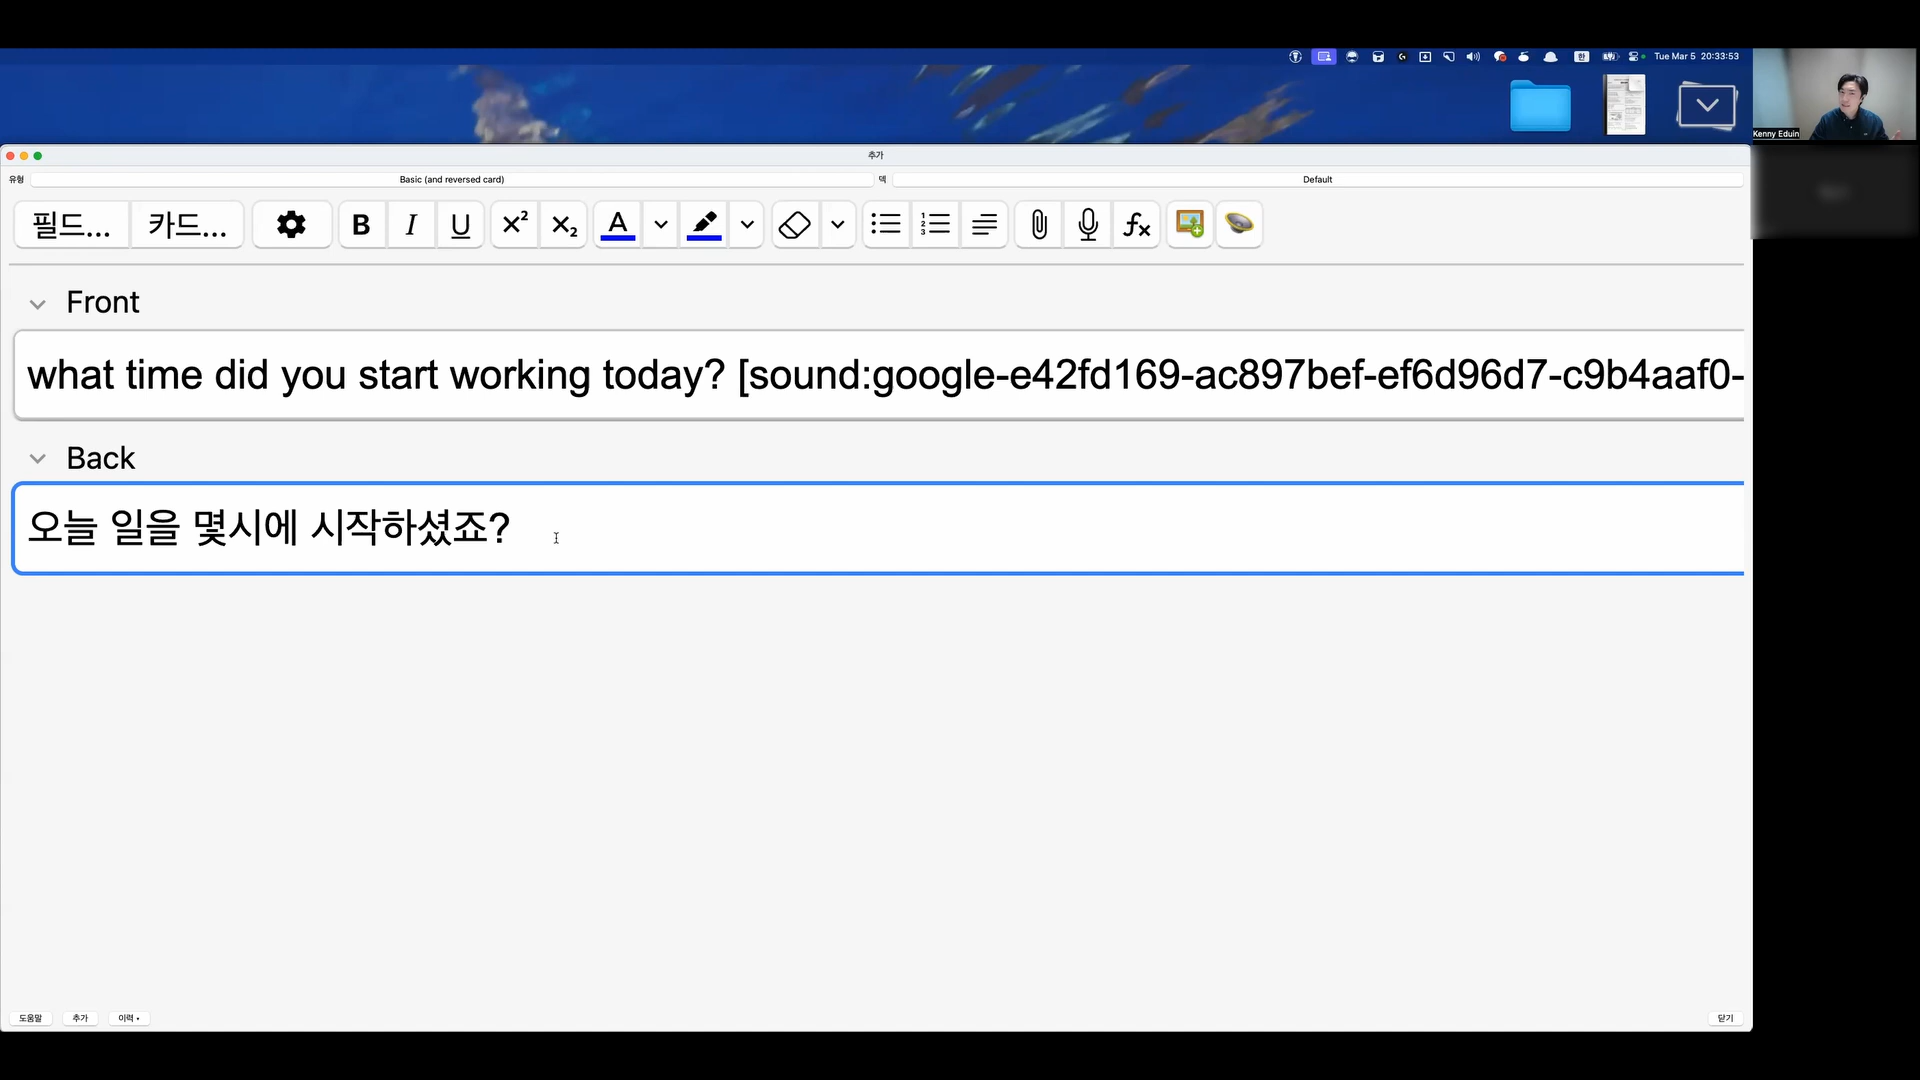 Tue Mar 5 20:33:53
Kenny Eduin
추가
유형 Basic (and reversed card) 덱 Default
필드... 카드... B I U x² x₂ A fx
Front
what time did you start working today? [sound:google-e42fd169-ac897bef-ef6d96d7-c9b4aaf0-
Back
오늘 일을 몇시에 시작하셨죠?
도움말 추가 이력 닫기